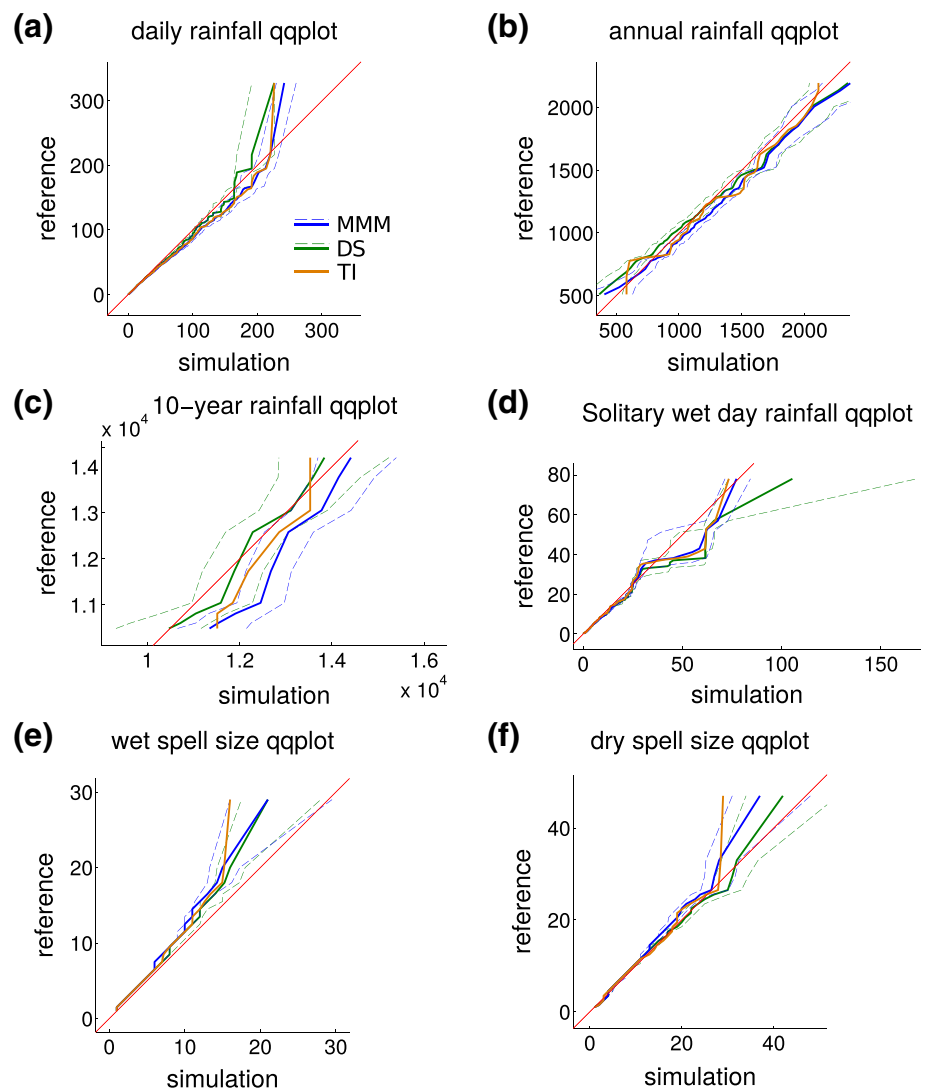 (a)
daily rainfall qqplot
300
200
100
0
reference
0 100 200 300
simulation
MMM
DS
TI
(b)
annual rainfall qqplot
2000
1500
1000
500
reference
500 1000 1500 2000
simulation
(c)
10−year rainfall qqplot
x 10^4
1.4
1.3
1.2
1.1
reference
1 1.2 1.4 1.6
simulation
x 10^4
(d)
Solitary wet day rainfall qqplot
80
60
40
20
0
reference
0 50 100 150
simulation
(e)
wet spell size qqplot
30
20
10
0
reference
0 10 20 30
simulation
(f)
dry spell size qqplot
40
20
0
reference
0 20 40
simulation